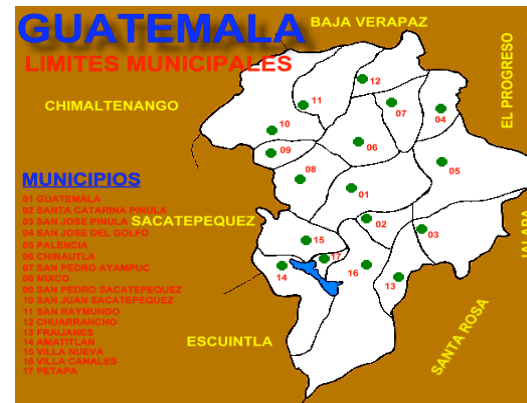 GUATEMALA
LIMITES MUNICIPALES
BAJA VERAPAZ
EL PROGRESO
CHIMALTENANGO
12
11
07
04
10
06
09
05
08
01
MUNICIPIOS
01 GUATEMALA
02 SANTA CATARINA PINULA
03 SAN JOSE PINULA
04 SAN JOSE DEL GOLFO
05 PALENCIA
06 CHINAUTLA
07 SAN PEDRO AYAMPUC
08 MIXCO
09 SAN PEDRO SACATEPEQUEZ
10 SAN JUAN SACATEPEQUEZ
11 SAN RAYMUNDO
12 CHUARRANCHO
13 FRAIJANES
14 AMATITLAN
15 VILLA NUEVA
16 VILLA CANALES
17 PETAPA
SACATEPEQUEZ
02
03
15
17
16
14
13
ESCUINTLA
SANTA ROSA